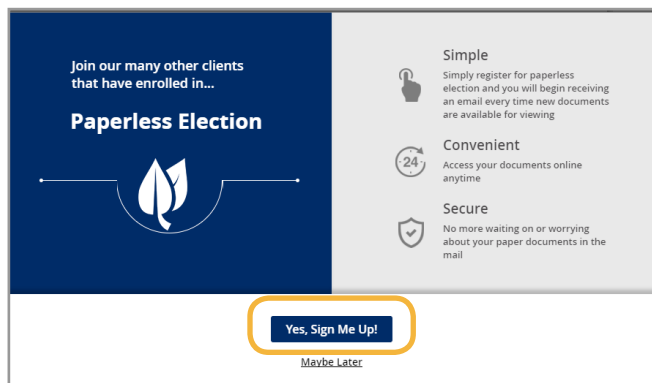 Join our many other clients
that have enrolled in...
Paperless Election
Simple
Simply register for paperless
election and you will begin receiving
an email every time new documents
are available for viewing
24
Convenient
Access your documents online
anytime
Secure
No more waiting on or worrying
about your paper documents in the
mail
Yes, Sign Me Up!
Maybe Later